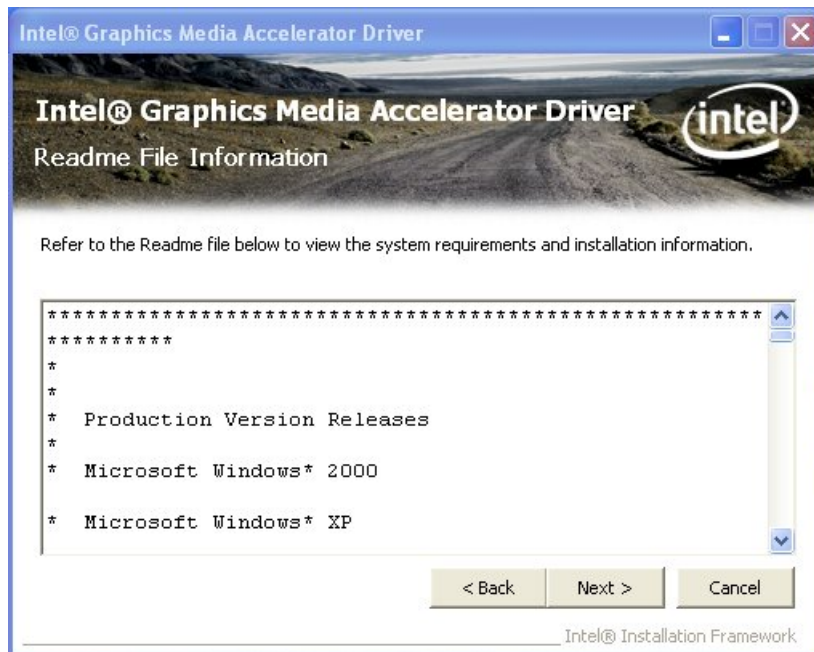 Intel® Graphics Media Accelerator Driver
Intel® Graphics Media Accelerator Driver
intel
Readme File Information
Refer to the Readme file below to view the system requirements and installation information.
********************************************************
**********
*
*
* Production Version Releases
*
* Microsoft Windows* 2000
* Microsoft Windows* XP
< Back
Next >
Cancel
Intel® Installation Framework